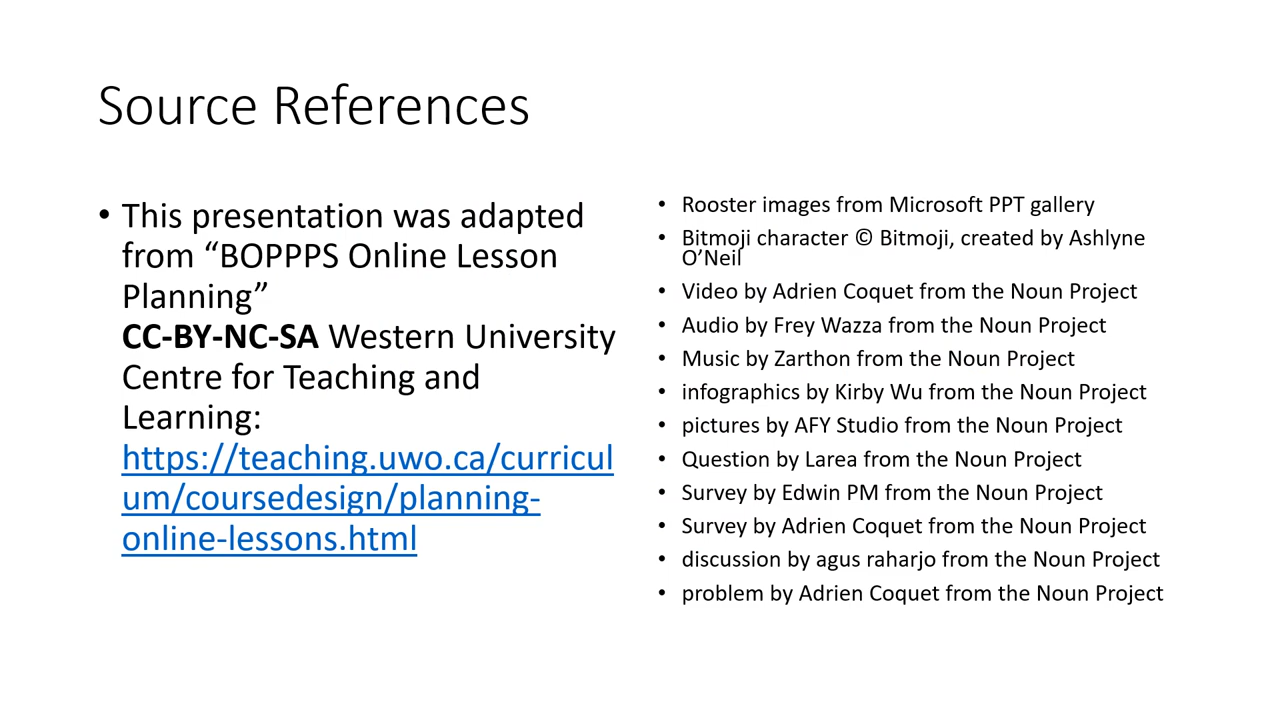 Source References
• This presentation was adapted
from “BOPPPS Online Lesson
Planning”
CC-BY-NC-SA Western University
Centre for Teaching and
Learning:
https://teaching.uwo.ca/curricul
um/coursedesign/planning-
online-lessons.html
• Rooster images from Microsoft PPT gallery
• Bitmoji character © Bitmoji, created by Ashlyne
O’Neil
• Video by Adrien Coquet from the Noun Project
• Audio by Frey Wazza from the Noun Project
• Music by Zarthon from the Noun Project
• infographics by Kirby Wu from the Noun Project
• pictures by AFY Studio from the Noun Project
• Question by Larea from the Noun Project
• Survey by Edwin PM from the Noun Project
• Survey by Adrien Coquet from the Noun Project
• discussion by agus raharjo from the Noun Project
• problem by Adrien Coquet from the Noun Project